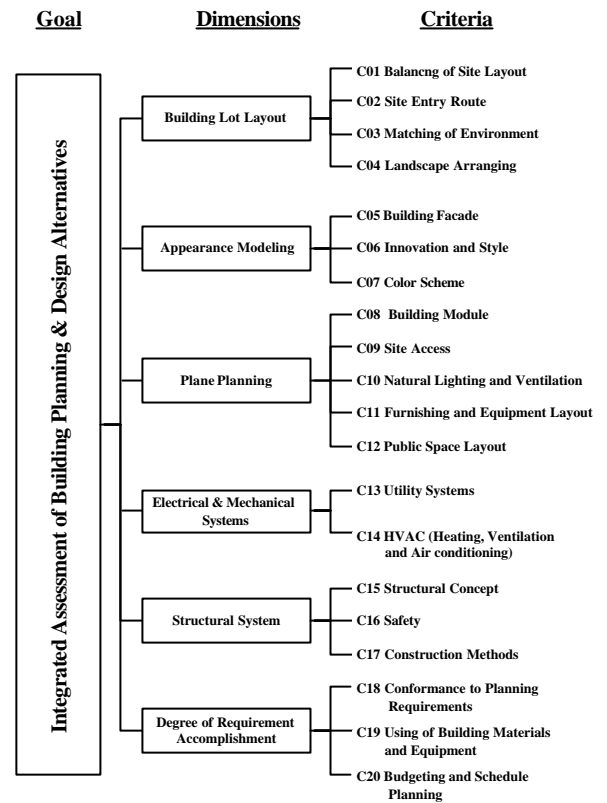 Goal
Dimensions
Criteria
Integrated Assessment of Building Planning & Design Alternatives
Building Lot Layout
C01 Balancng of Site Layout
C02 Site Entry Route
C03 Matching of Environment
C04 Landscape Arranging
Appearance Modeling
C05 Building Facade
C06 Innovation and Style
C07 Color Scheme
Plane Planning
C08 Building Module
C09 Site Access
C10 Natural Lighting and Ventilation
C11 Furnishing and Equipment Layout
C12 Public Space Layout
Electrical & Mechanical
Systems
C13 Utility Systems
C14 HVAC (Heating, Ventilation
and Air conditioning)
Structural System
C15 Structural Concept
C16 Safety
C17 Construction Methods
Degree of Requirement
Accomplishment
C18 Conformance to Planning
Requirements
C19 Using of Building Materials
and Equipment
C20 Budgeting and Schedule
Planning